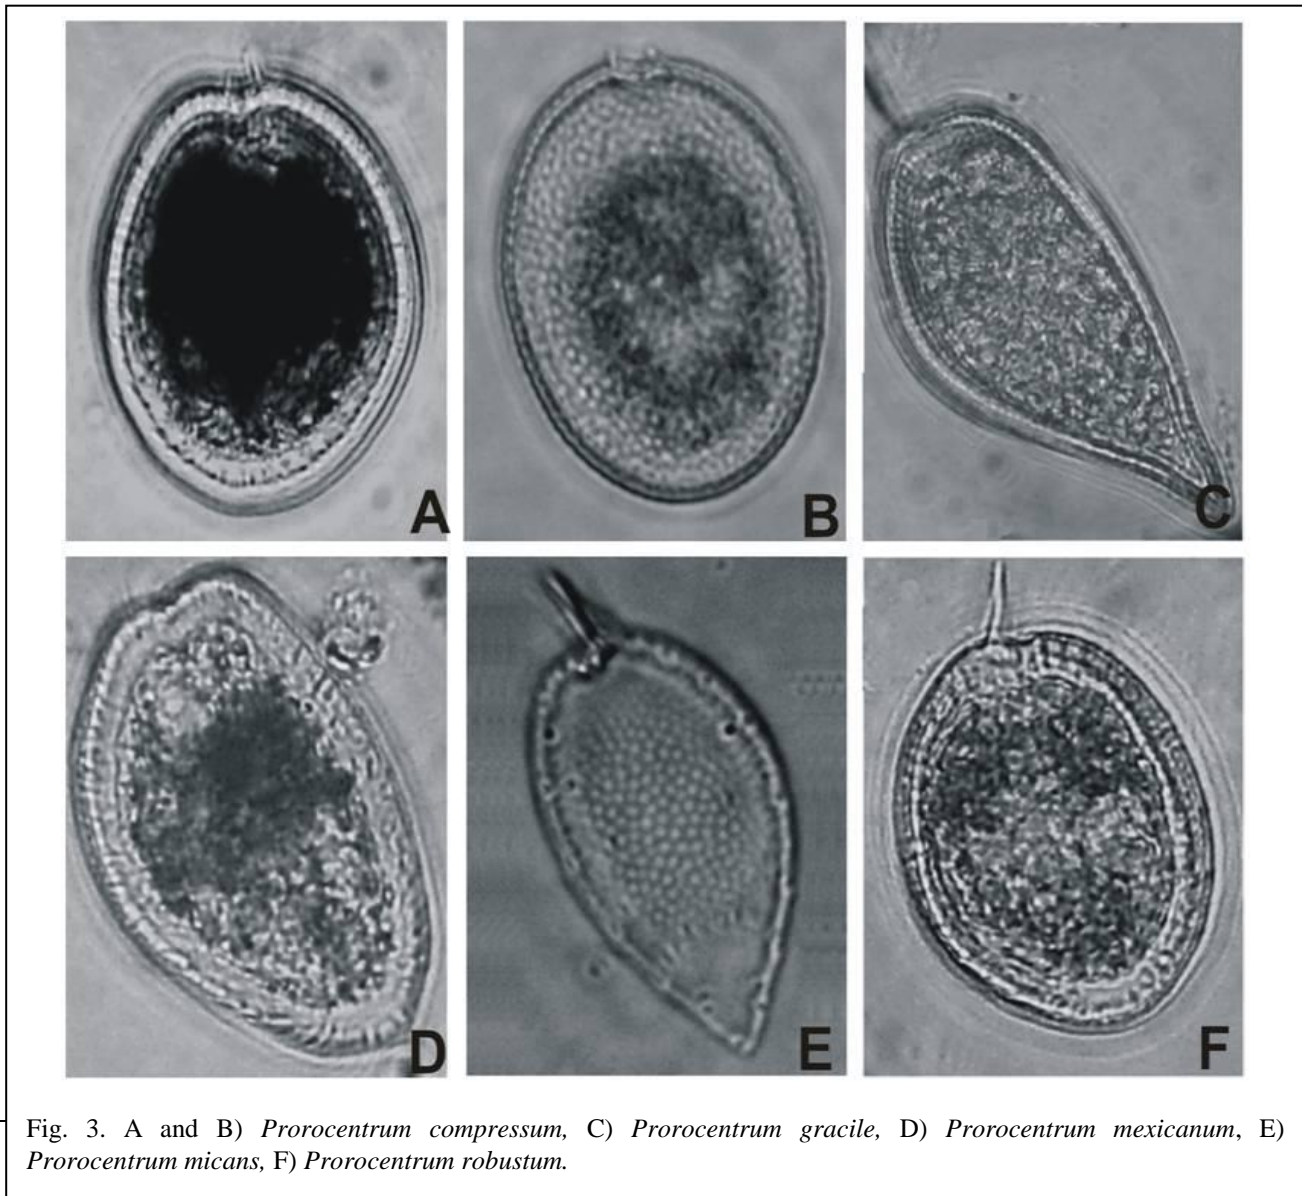 A
B
C
D
E
F
Fig. 3. A and B) Prorocentrum compressum, C) Prorocentrum gracile, D) Prorocentrum mexicanum, E)
Prorocentrum micans, F) Prorocentrum robustum.